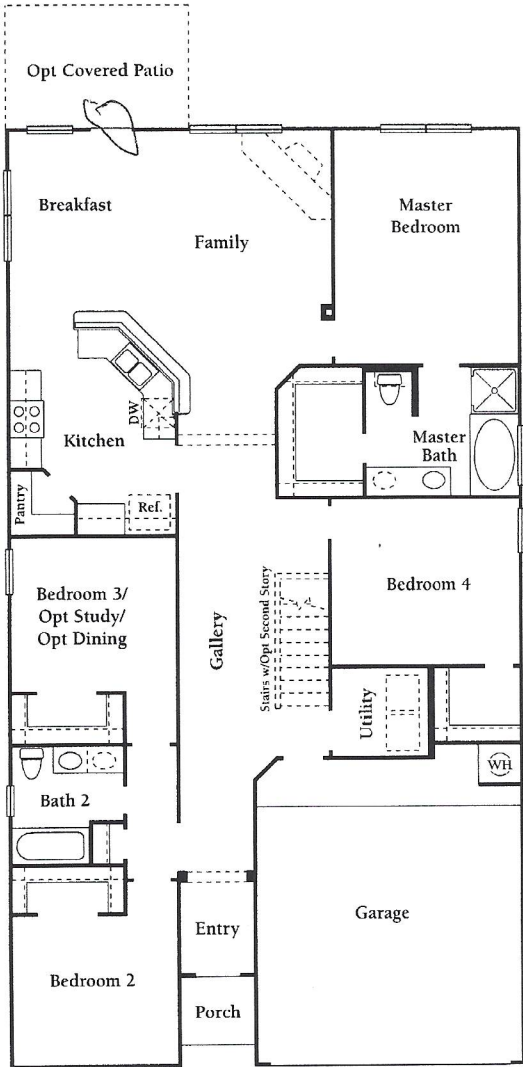 Opt Covered Patio
Breakfast
Family
Master
Bedroom
Kitchen
DW
Master
Bath
Pantry
Ref.
Bedroom 3/
Opt Study/
Opt Dining
Gallery
Stairs w/Opt Second Story
Bedroom 4
Utility
WH
Bath 2
Garage
Entry
Bedroom 2
Porch